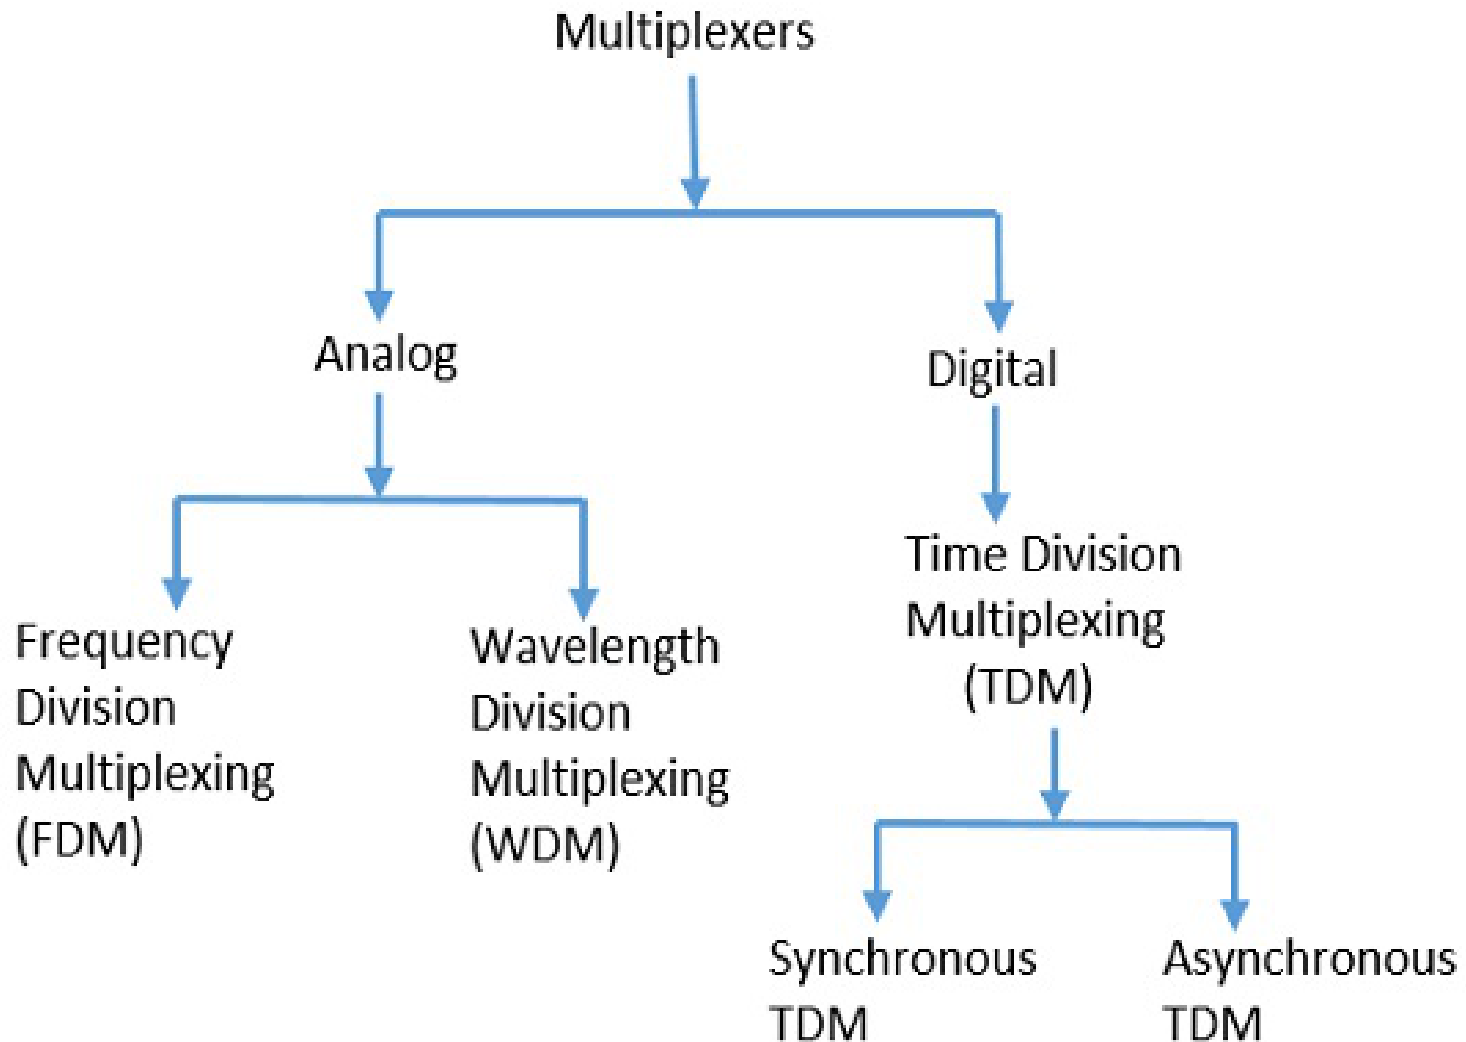 Multiplexers
Analog
Digital
Frequency
Division
Multiplexing
(FDM)
Wavelength
Division
Multiplexing
(WDM)
Time Division
Multiplexing
(TDM)
Synchronous
TDM
Asynchronous
TDM